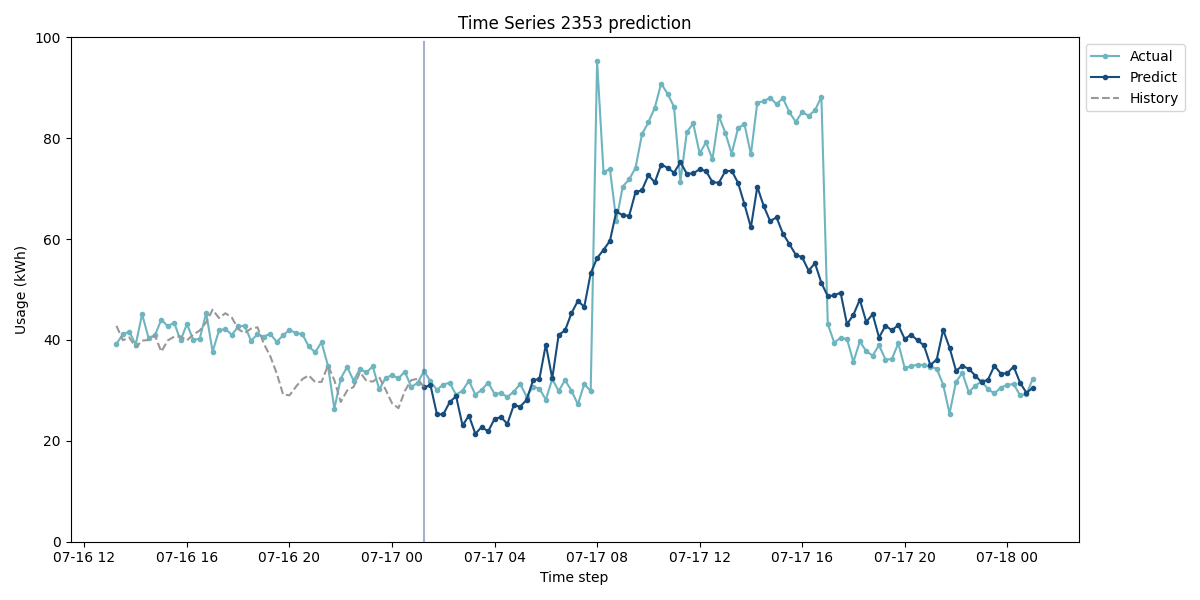 Time Series 2353 prediction
Usage (kWh)
100
80
60
40
20
0
07-16 12
07-16 16
07-16 20
07-17 00
07-17 04
07-17 08
07-17 12
07-17 16
07-17 20
07-18 00
Time step
Actual
Predict
History